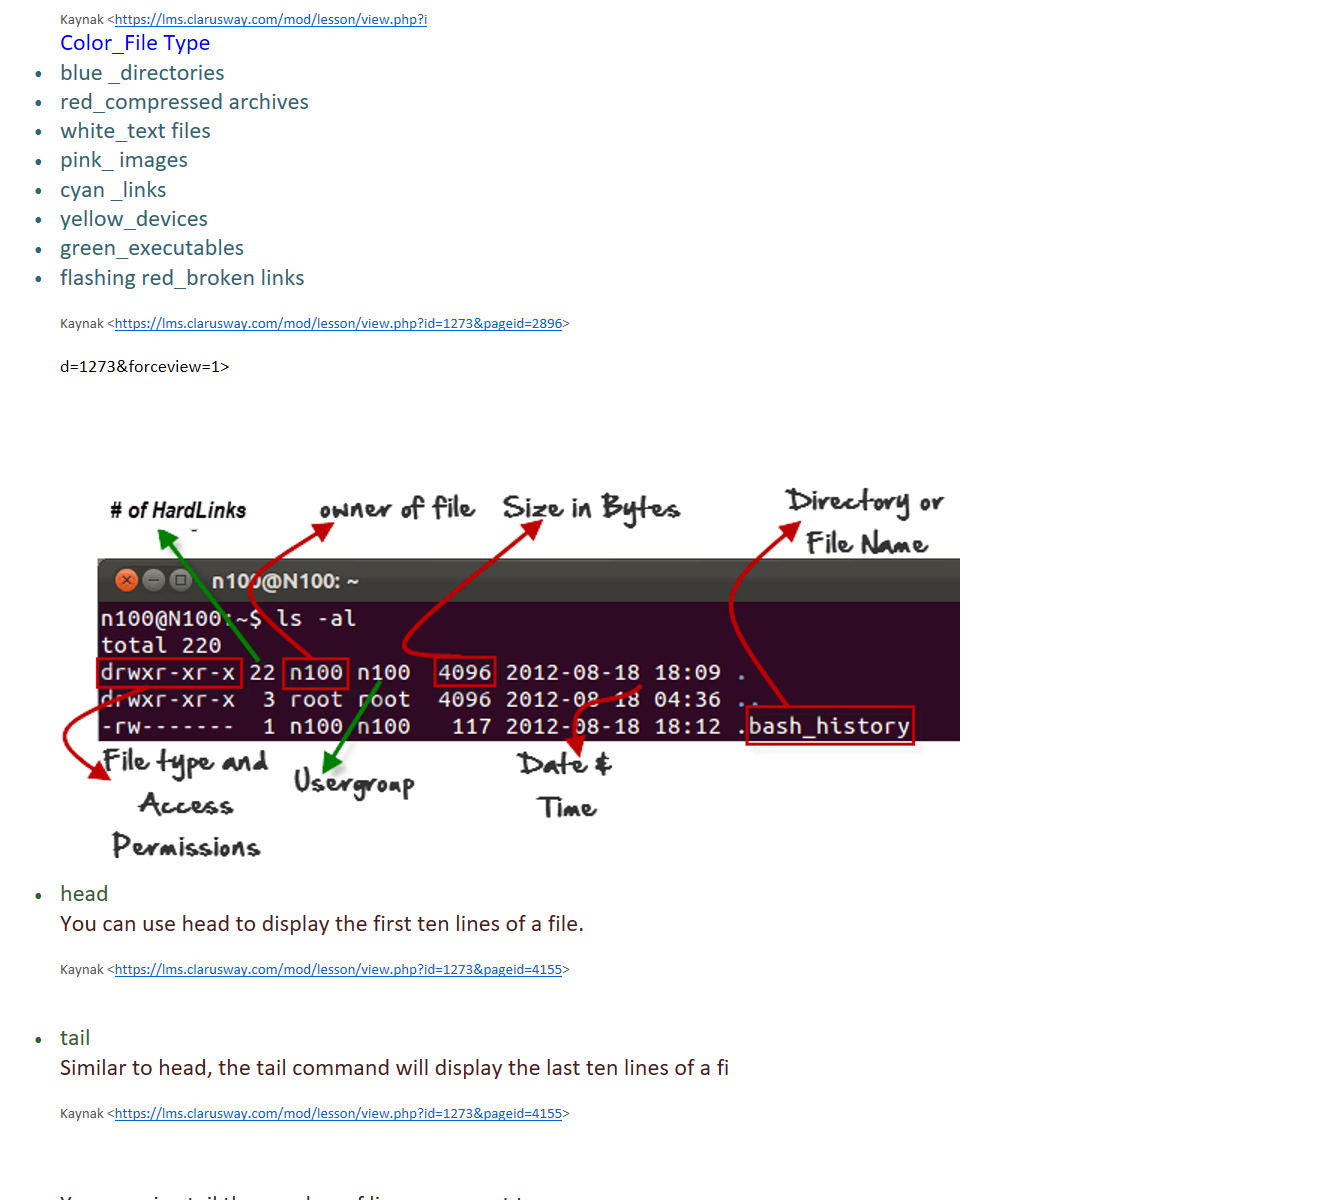 Kaynak <https://lms.clarusway.com/mod/lesson/view.php?i
Color_File Type
• blue _directories
• red_compressed archives
• white_text files
• pink_ images
• cyan _links
• yellow_devices
• green_executables
• flashing red_broken links
Kaynak <https://lms.clarusway.com/mod/lesson/view.php?id=1273&pageid=2896>
d=1273&forceview=1>
# of HardLinks
owner of file
Size in Bytes
Directory or
File Name
n100@N100: ~
n100@N100:~$ ls -al
total 220
drwxr-xr-x 22 n100 n100 4096 2012-08-18 18:09 .
drwxr-xr-x 3 root root 4096 2012-08-18 04:36 ..
-rw------- 1 n100 n100 117 2012-08-18 18:12 .bash_history
File type and
Access
Permissions
Usergroup
Date &
Time
• head
You can use head to display the first ten lines of a file.
Kaynak <https://lms.clarusway.com/mod/lesson/view.php?id=1273&pageid=4155>
• tail
Similar to head, the tail command will display the last ten lines of a fi
Kaynak <https://lms.clarusway.com/mod/lesson/view.php?id=1273&pageid=4155>